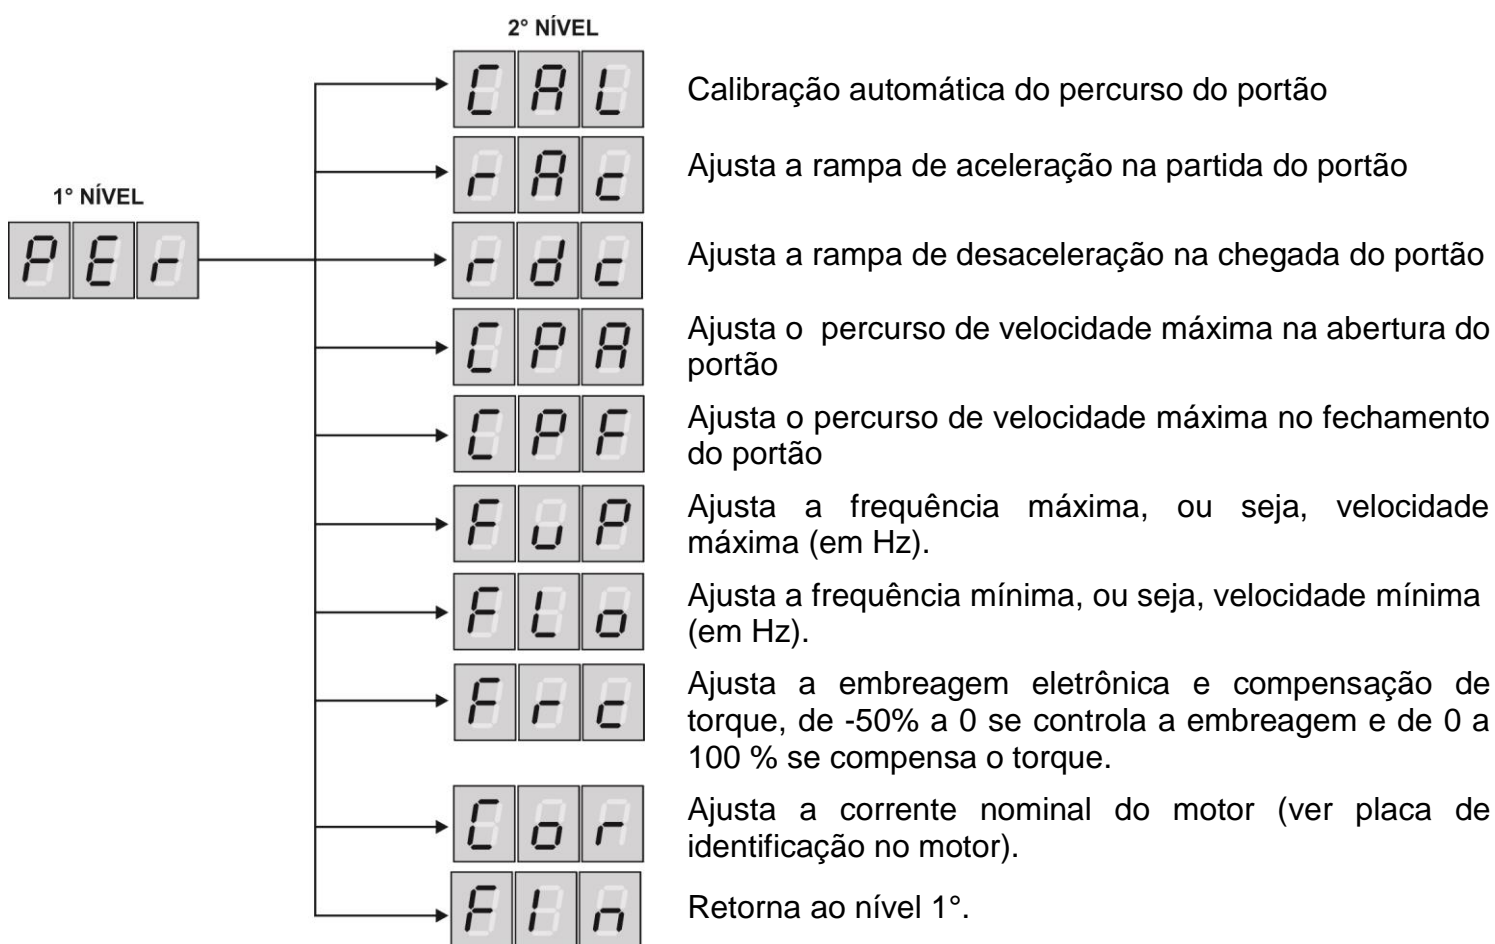 2° NÍVEL
CAL
Calibração automática do percurso do portão
rAc
Ajusta a rampa de aceleração na partida do portão
1° NÍVEL
PEr
rdc
Ajusta a rampa de desaceleração na chegada do portão
CPA
Ajusta o percurso de velocidade máxima na abertura do
portão
CPF
Ajusta o percurso de velocidade máxima no fechamento
do portão
FuP
Ajusta a frequência máxima, ou seja, velocidade
máxima (em Hz).
FLo
Ajusta a frequência mínima, ou seja, velocidade mínima
(em Hz).
Frc
Ajusta a embreagem eletrônica e compensação de
torque, de -50% a 0 se controla a embreagem e de 0 a
100 % se compensa o torque.
Cor
Ajusta a corrente nominal do motor (ver placa de
identificação no motor).
FIn
Retorna ao nível 1°.